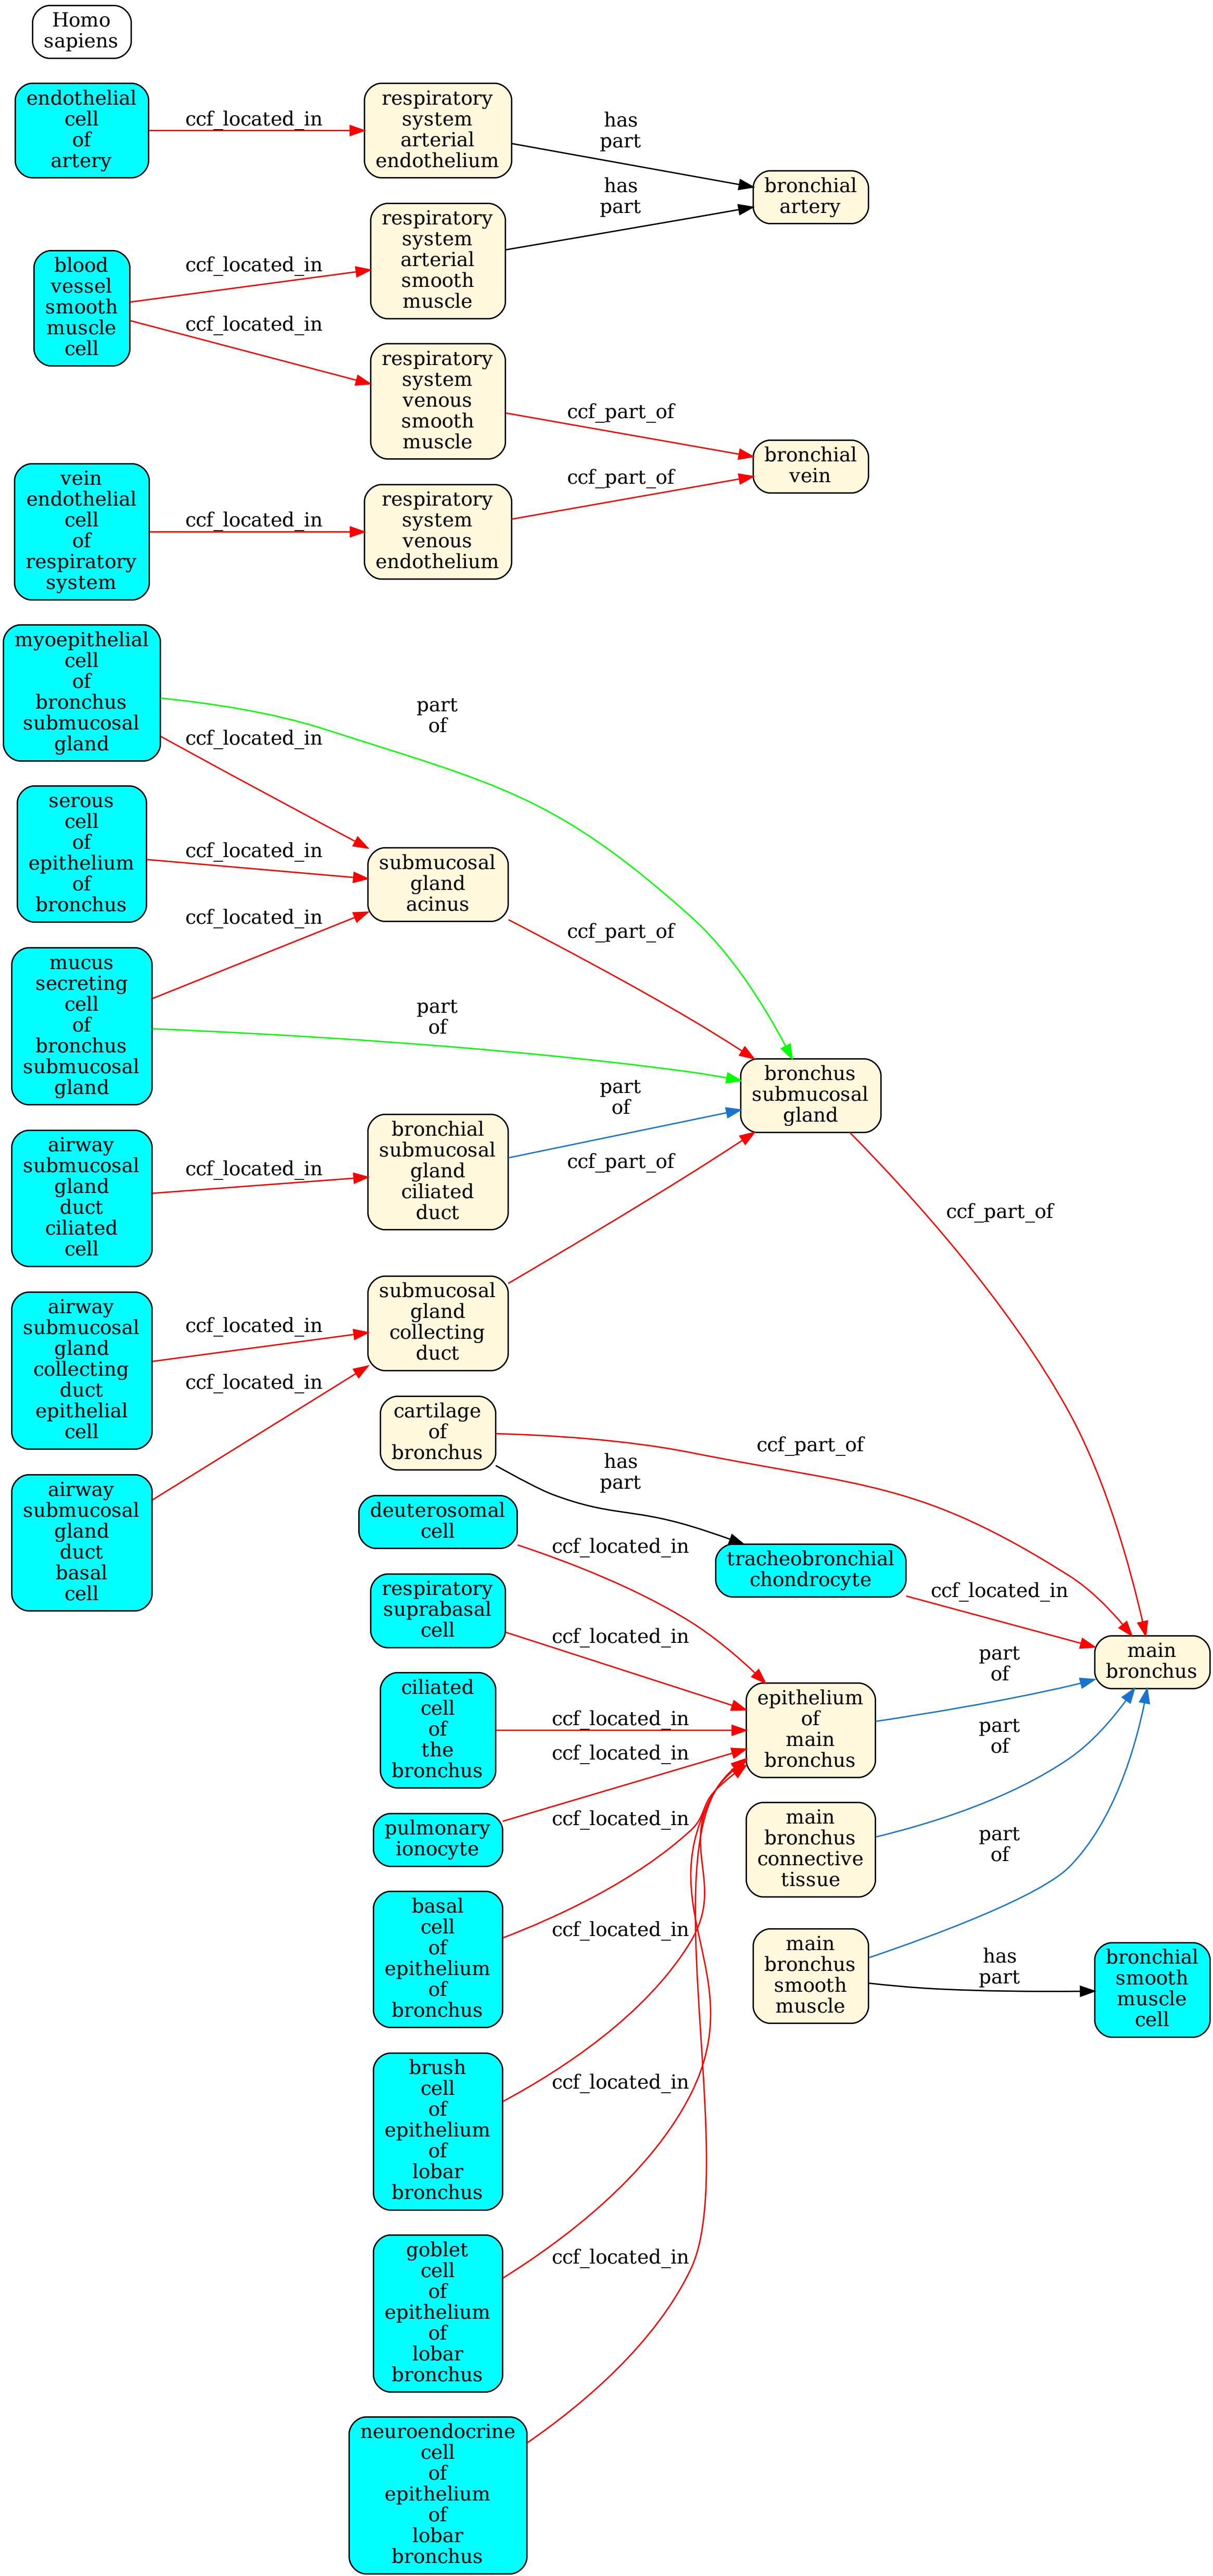 Homo
sapiens
endothelial
cell
of
artery
ccf_located_in
respiratory
system
arterial
endothelium
has
part
bronchial
artery
blood
vessel
smooth
muscle
cell
ccf_located_in
ccf_located_in
respiratory
system
arterial
smooth
muscle
has
part
respiratory
system
venous
smooth
muscle
ccf_part_of
bronchial
vein
vein
endothelial
cell
of
respiratory
system
ccf_located_in
respiratory
system
venous
endothelium
ccf_part_of
myoepithelial
cell
of
bronchus
submucosal
gland
part
of
ccf_located_in
serous
cell
of
epithelium
of
bronchus
ccf_located_in
submucosal
gland
acinus
ccf_part_of
mucus
secreting
cell
of
bronchus
submucosal
gland
ccf_located_in
part
of
bronchus
submucosal
gland
ccf_part_of
airway
submucosal
gland
duct
ciliated
cell
ccf_located_in
bronchial
submucosal
gland
ciliated
duct
part
of
airway
submucosal
gland
collecting
duct
epithelial
cell
ccf_located_in
submucosal
gland
collecting
duct
ccf_part_of
airway
submucosal
gland
duct
basal
cell
ccf_located_in
cartilage
of
bronchus
ccf_part_of
has
part
tracheobronchial
chondrocyte
ccf_located_in
main
bronchus
deuterosomal
cell
ccf_located_in
respiratory
suprabasal
cell
ccf_located_in
ciliated
cell
of
the
bronchus
ccf_located_in
epithelium
of
main
bronchus
part
of
pulmonary
ionocyte
ccf_located_in
basal
cell
of
epithelium
of
bronchus
ccf_located_in
main
bronchus
connective
tissue
part
of
brush
cell
of
epithelium
of
lobar
bronchus
ccf_located_in
main
bronchus
smooth
muscle
part
of
has
part
bronchial
smooth
muscle
cell
goblet
cell
of
epithelium
of
lobar
bronchus
ccf_located_in
neuroendocrine
cell
of
epithelium
of
lobar
bronchus
ccf_located_in